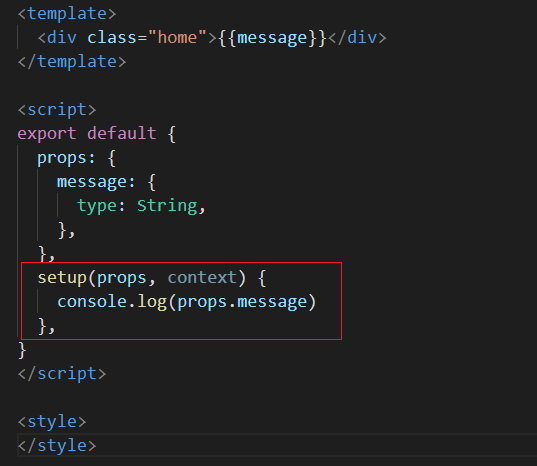 <template>
<div class="home">{{message}}</div>
</template>
<script>
export default {
props: {
message: {
type: String,
},
},
setup(props, context) {
console.log(props.message)
},
}
</script>
<style>
</style>